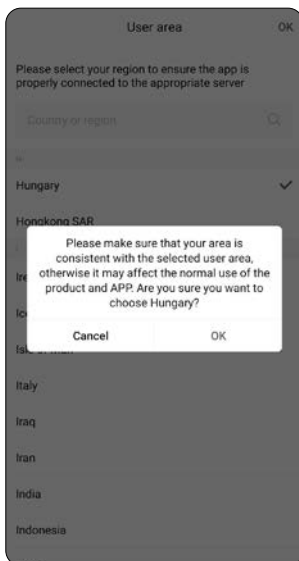 User area
OK
Please select your region to ensure the app is
properly connected to the appropriate server
Country or region
H
Hungary
Hongkong SAR
Please make sure that your area is
consistent with the selected user area,
otherwise it may affect the normal use of the
product and APP. Are you sure you want to
choose Hungary?
Cancel
OK
Italy
Iraq
Iran
India
Indonesia